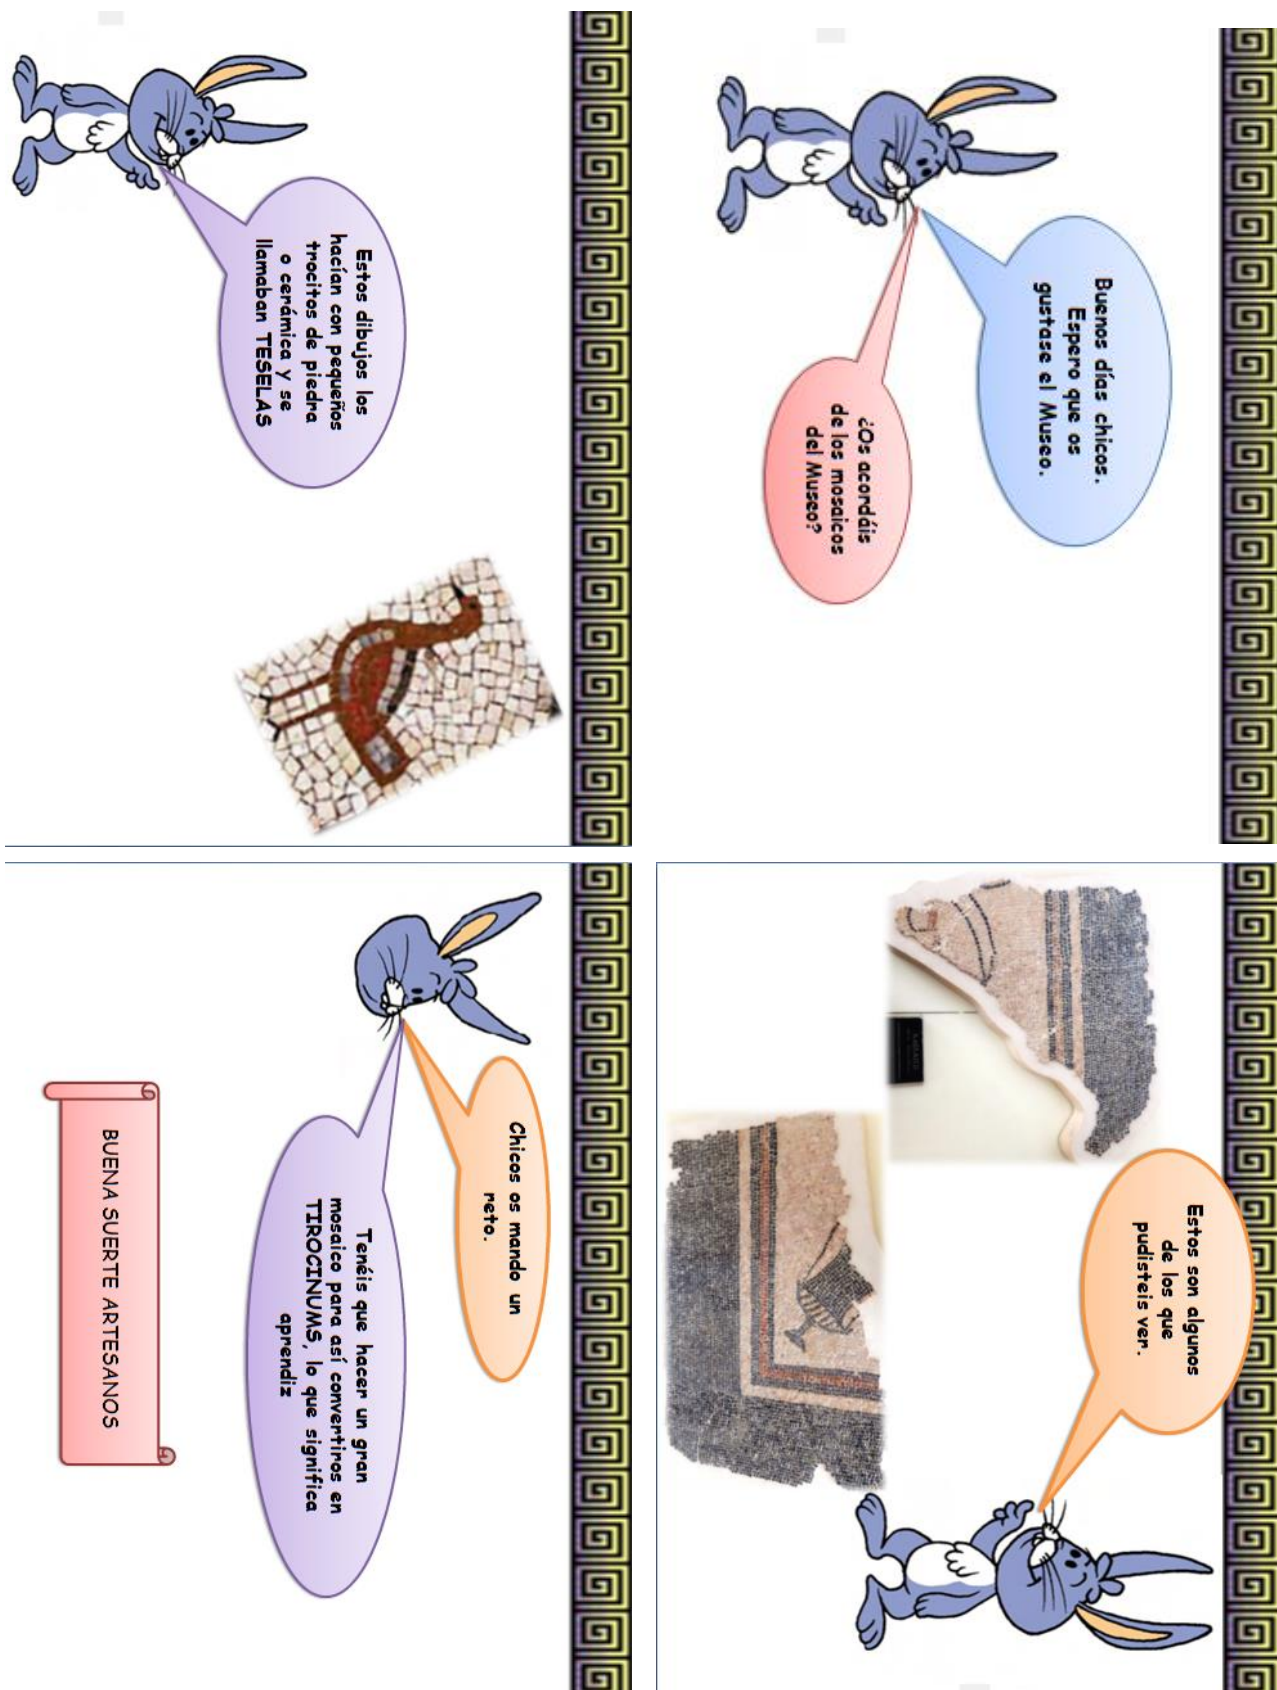 Buenos días chicos.
Espero que os
gustase el Museo.
¿Os acordáis
de los mosaicos
del Museo?
Estos son algunos
de los que
pudisteis ver.
Estos dibujos los
hacían con pequeños
trocitos de piedra
o cerámica y se
llamaban TESELAS
Chicos os mando un
reto.
Tenéis que hacer un gran
mosaico para así convertiros en
TIROCINUMS, lo que significa
aprendiz
BUENA SUERTE ARTESANOS